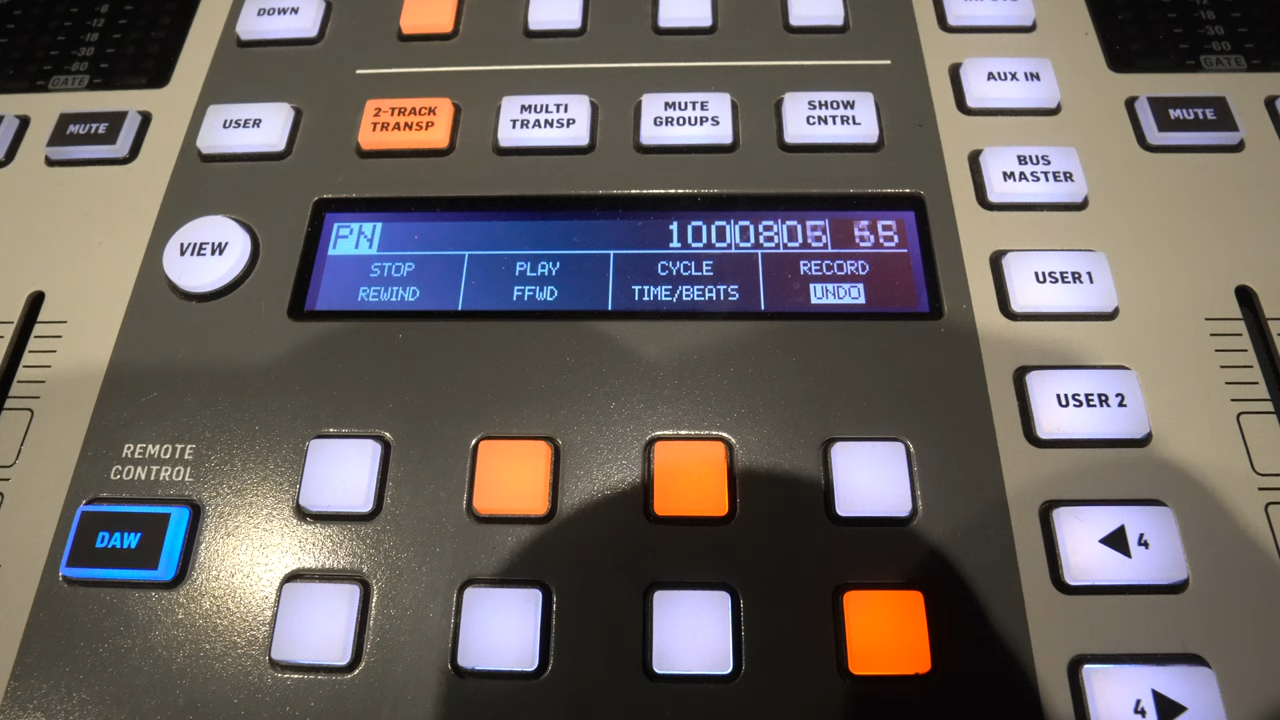 -6
-12
-18
-30
-60
GATE
DOWN
-12
-18
-30
-60
GATE
AUX IN
MUTE
USER
2-TRACK
TRANSP
MULTI
TRANSP
MUTE
GROUPS
SHOW
CNTRL
MUTE
BUS
MASTER
VIEW
PN
STOP
REWIND
PLAY
FFWD
CYCLE
TIME/BEATS
RECORD
UNDO
USER 1
USER 2
REMOTE
CONTROL
DAW
◀ 4
4 ▶